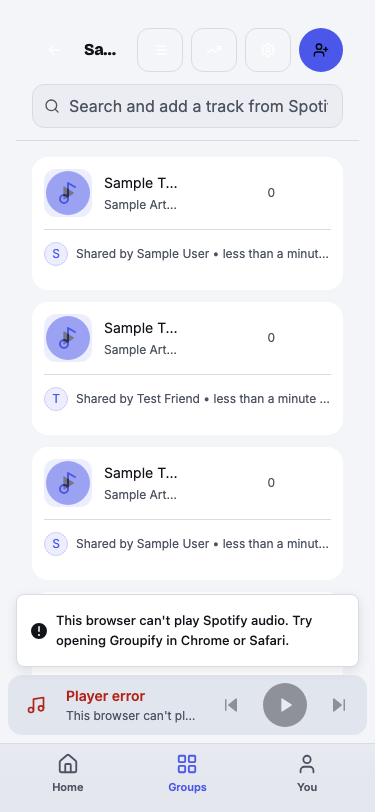 Sa...
Search and add a track from Spoti
Sample T...
Sample Art...
0
S
Shared by Sample User • less than a minut...
Sample T...
Sample Art...
0
T
Shared by Test Friend • less than a minute ...
Sample T...
Sample Art...
0
S
Shared by Sample User • less than a minut...
This browser can't play Spotify audio. Try
opening Groupify in Chrome or Safari.
Player error
This browser can't pl...
Home
Groups
You